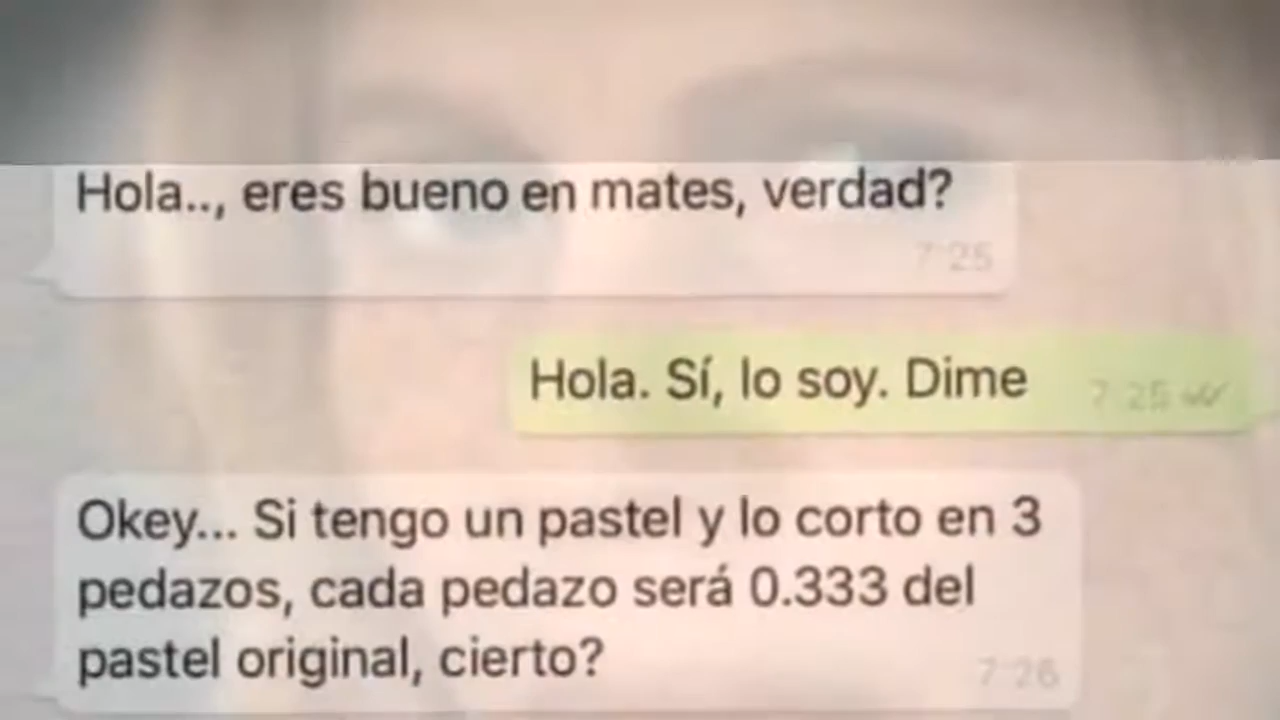 Hola.., eres bueno en mates, verdad?
7:25
Hola. Sí, lo soy. Dime
7:25
Okey... Si tengo un pastel y lo corto en 3
pedazos, cada pedazo será 0.333 del
pastel original, cierto?
7:26